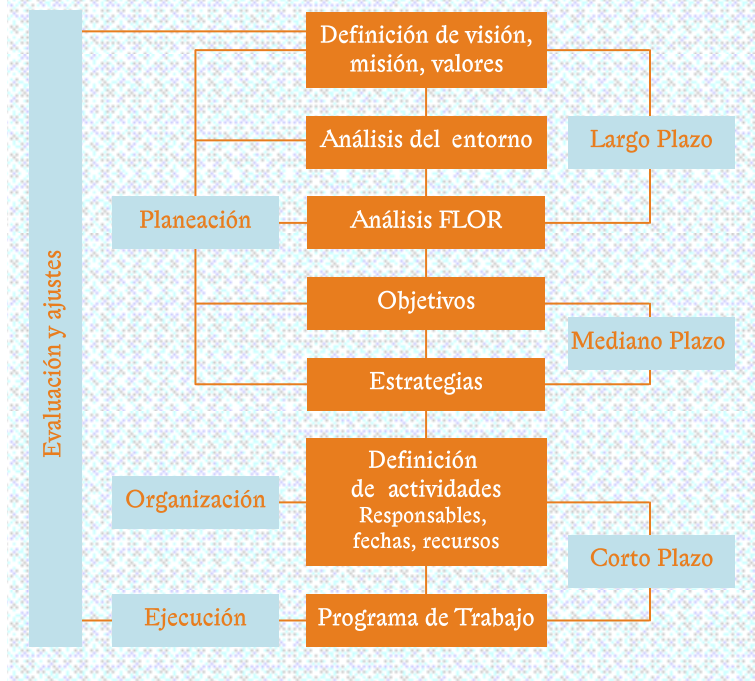 Definición de visión,
misión, valores
Análisis del entorno
Largo Plazo
Planeación
Análisis FLOR
Evaluación y ajustes
Objetivos
Mediano Plazo
Estrategias
Definición
de actividades
Responsables,
fechas, recursos
Organización
Corto Plazo
Ejecución
Programa de Trabajo